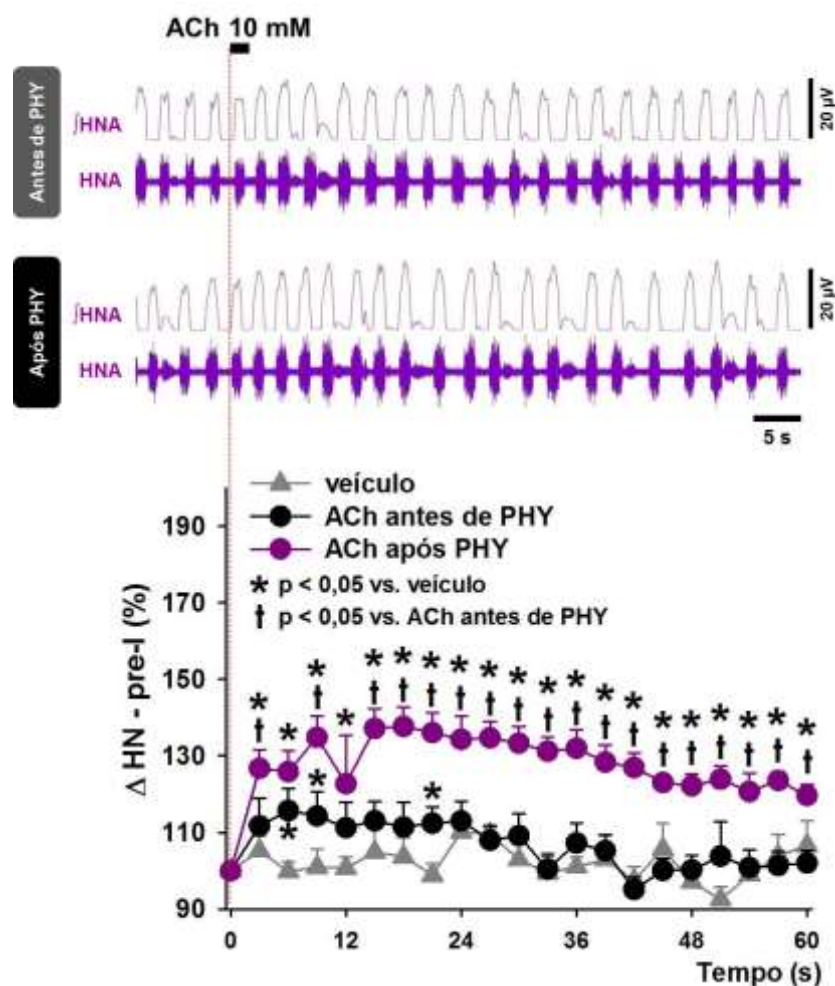 ACh 10 mM
Antes de PHY
∫HNA
20 µV
HNA
Após PHY
∫HNA
20 µV
HNA
5 s
veículo
ACh antes de PHY
ACh após PHY
* p < 0,05 vs. veículo
† p < 0,05 vs. ACh antes de PHY
Δ HN - pre-I (%)
190
170
150
130
110
90
0 12 24 36 48 60
Tempo (s)